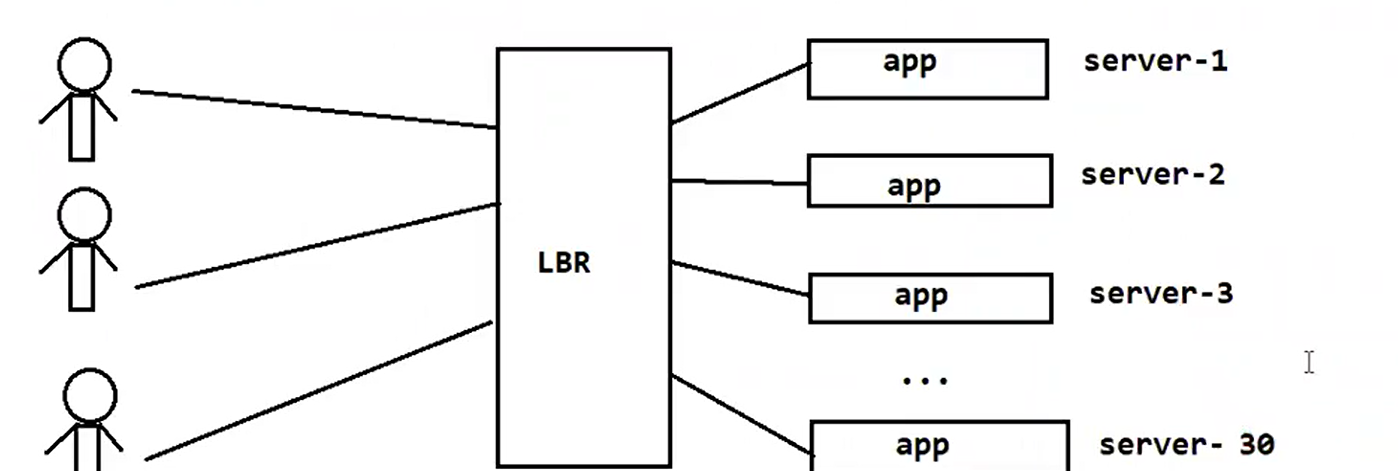 app server-1
app server-2
LBR
app server-3
...
app server- 30